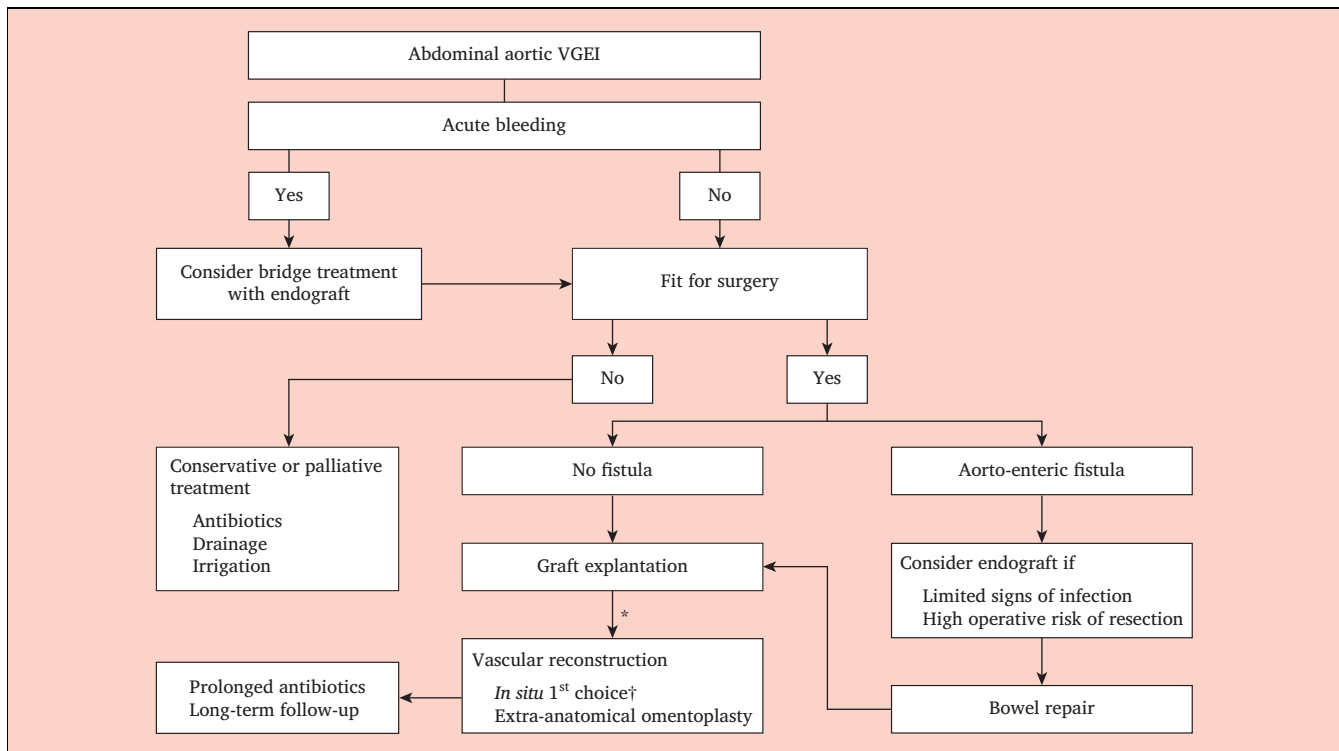 Abdominal aortic VGEI
Acute bleeding
Yes
No
Consider bridge treatment
with endograft
Fit for surgery
No
Yes
Conservative or palliative
treatment
Antibiotics
Drainage
Irrigation
No fistula
Aorto-enteric fistula
Graft explantation
Consider endograft if
Limited signs of infection
High operative risk of resection
*
Vascular reconstruction
In situ 1st choice†
Extra-anatomical omentoplasty
Prolonged antibiotics
Long-term follow-up
Bowel repair